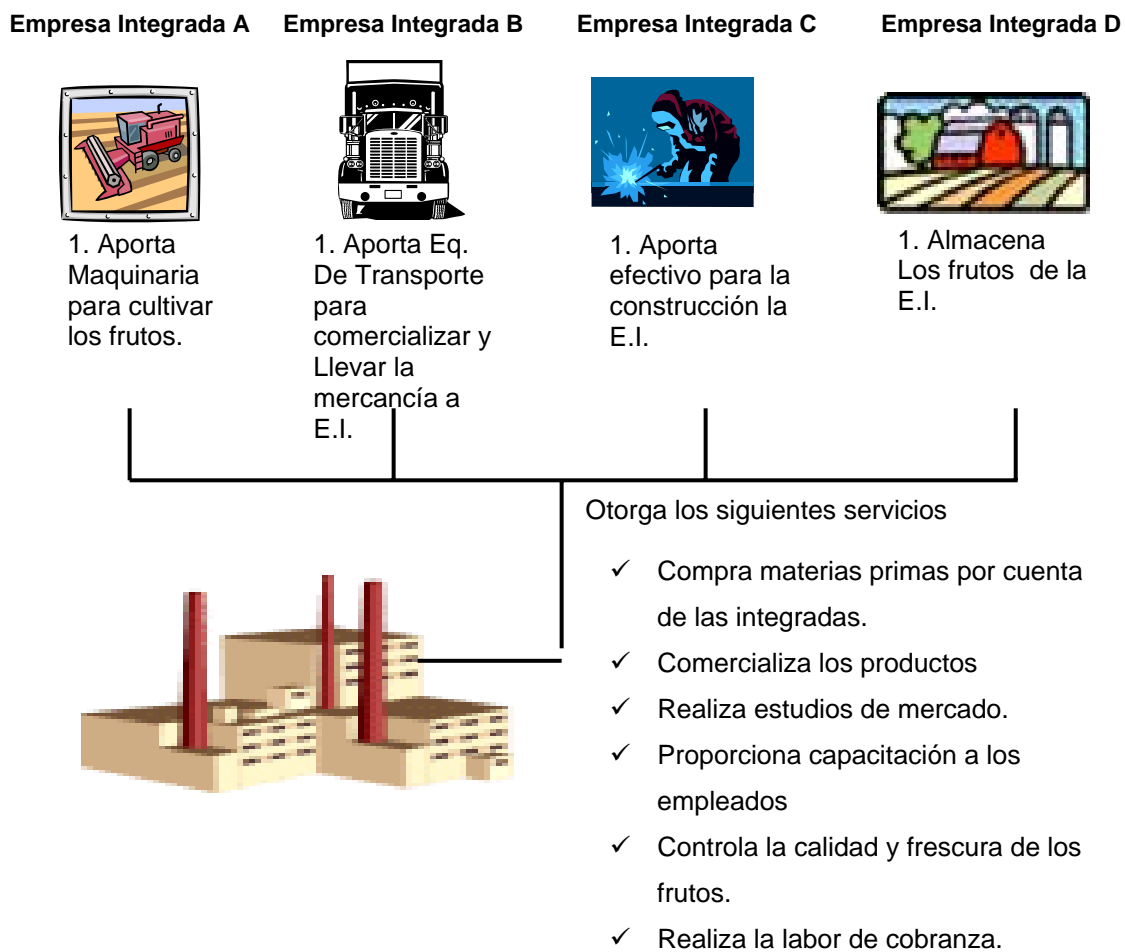 Empresa Integrada A
Empresa Integrada B
Empresa Integrada C
Empresa Integrada D
1. Aporta
Maquinaria
para cultivar
los frutos.
1. Aporta Eq.
De Transporte
para
comercializar y
Llevar la
mercancía a
E.I.
1. Aporta
efectivo para la
construcción la
E.I.
1. Almacena
Los frutos de la
E.I.
Otorga los siguientes servicios
✓ Compra materias primas por cuenta
de las integradas.
✓ Comercializa los productos
✓ Realiza estudios de mercado.
✓ Proporciona capacitación a los
empleados
✓ Controla la calidad y frescura de los
frutos.
✓ Realiza la labor de cobranza.